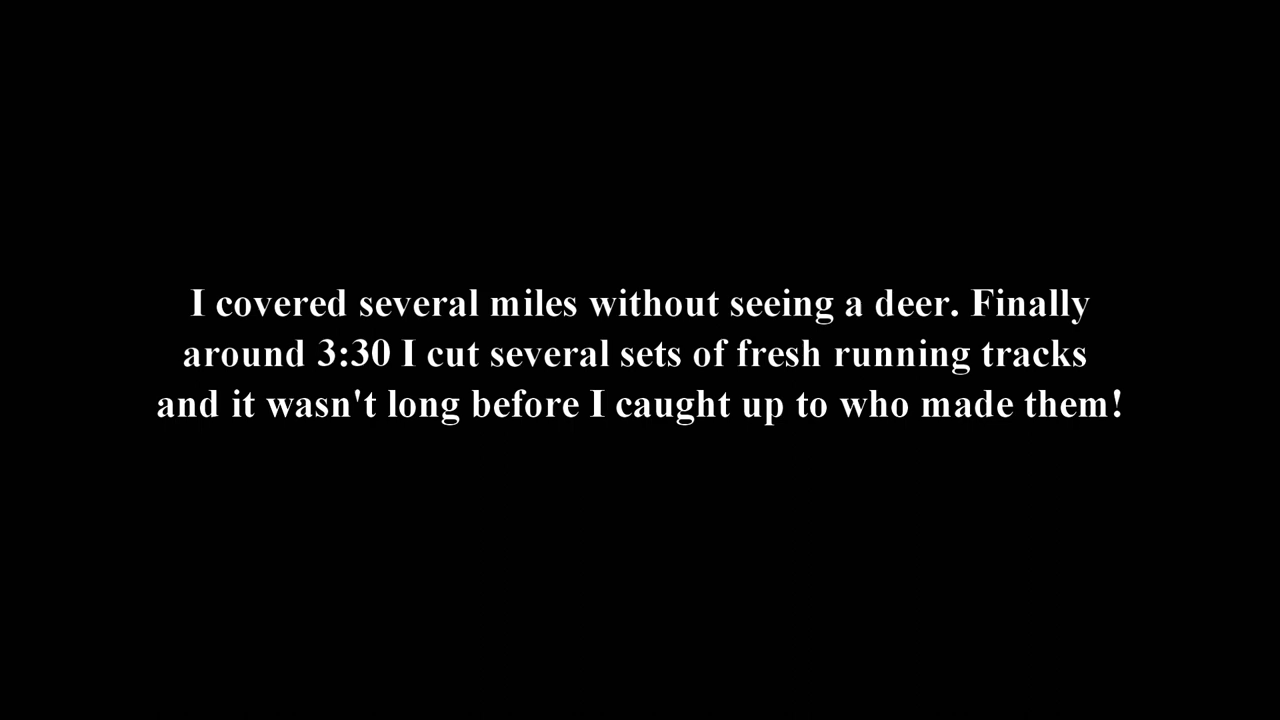 I covered several miles without seeing a deer. Finally
around 3:30 I cut several sets of fresh running tracks
and it wasn't long before I caught up to who made them!